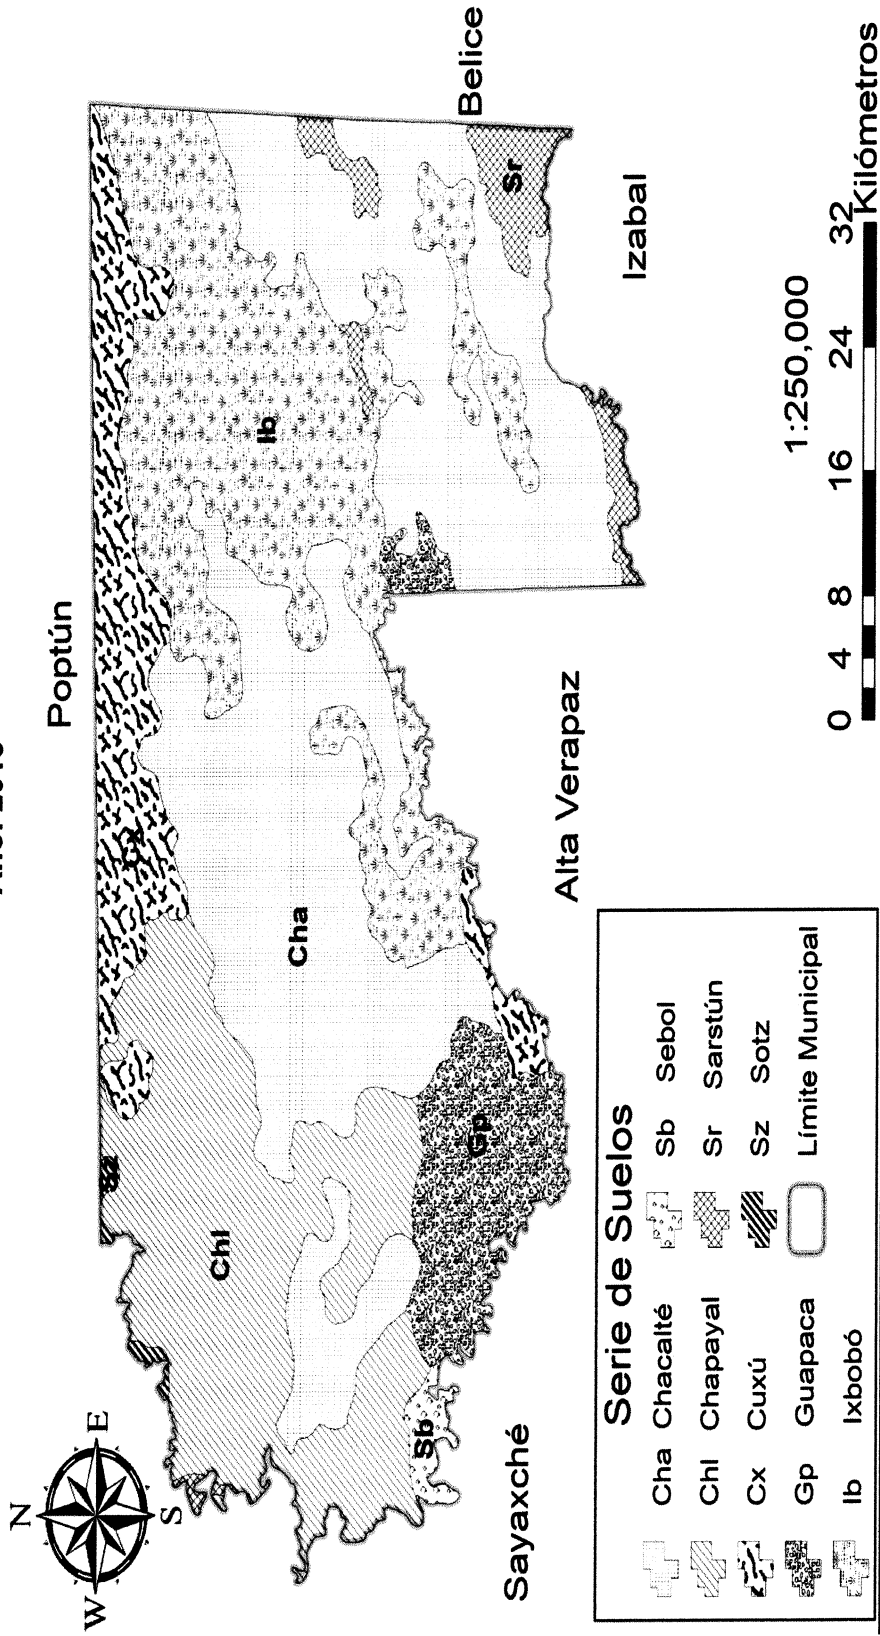 Poptún
N
W
E
S
Sz
Cx
Chl
Cha
Ib
Sb
Gp
Sr
Belice
Sayaxché
Alta Verapaz
Izabal
Serie de Suelos
Cha Chacalté
Chl Chapayal
Cx Cuxú
Gp Guapaca
Ib Ixbobó
Sb Sebol
Sr Sarstún
Sz Sotz
Límite Municipal
1:250,000
0 4 8 16 24 32
Kilómetros